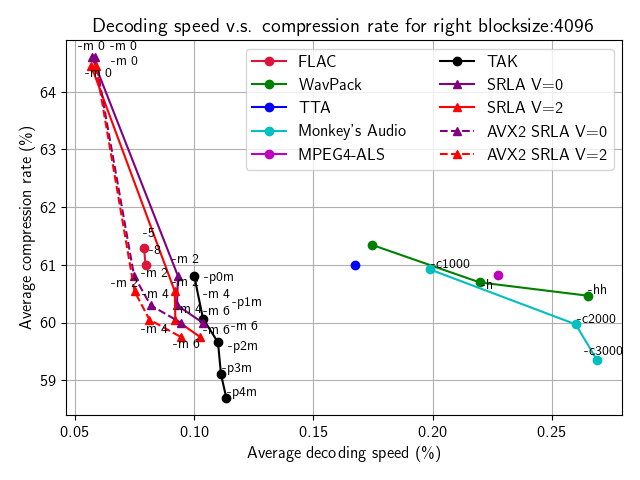 Decoding speed v.s. compression rate for right blocksize:4096
Average compression rate (%)
64
63
62
61
60
59
FLAC
WavPack
TTA
Monkey's Audio
MPEG4-ALS
TAK
SRLA V=0
SRLA V=2
AVX2 SRLA V=0
AVX2 SRLA V=2
-m 0 -m 0
-m 0
-m 0
-5
-8
-m 2
-m 2
-m 2
-p0m
-m 4
-m 4
-p1m
-m 4
-m 6
-m 4
-m 6
-m 6
-m 6
-p2m
-p3m
-p4m
-c1000
-h
-hh
-c2000
-c3000
0.05
0.10
0.15
0.20
0.25
Average decoding speed (%)